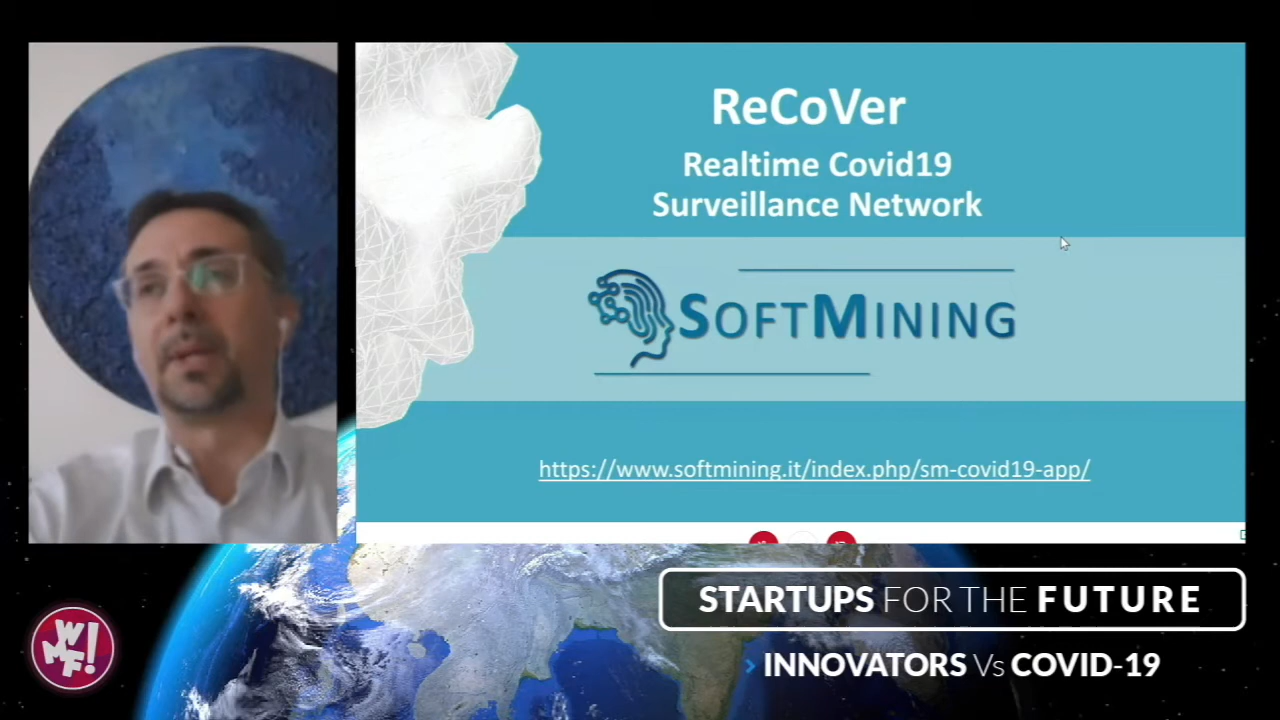 ReCoVer
Realtime Covid19
Surveillance Network
SOFTMINING
https://www.softmining.it/index.php/sm-covid19-app/
STARTUPS FOR THE FUTURE
INNOVATORS Vs COVID-19
WMF!